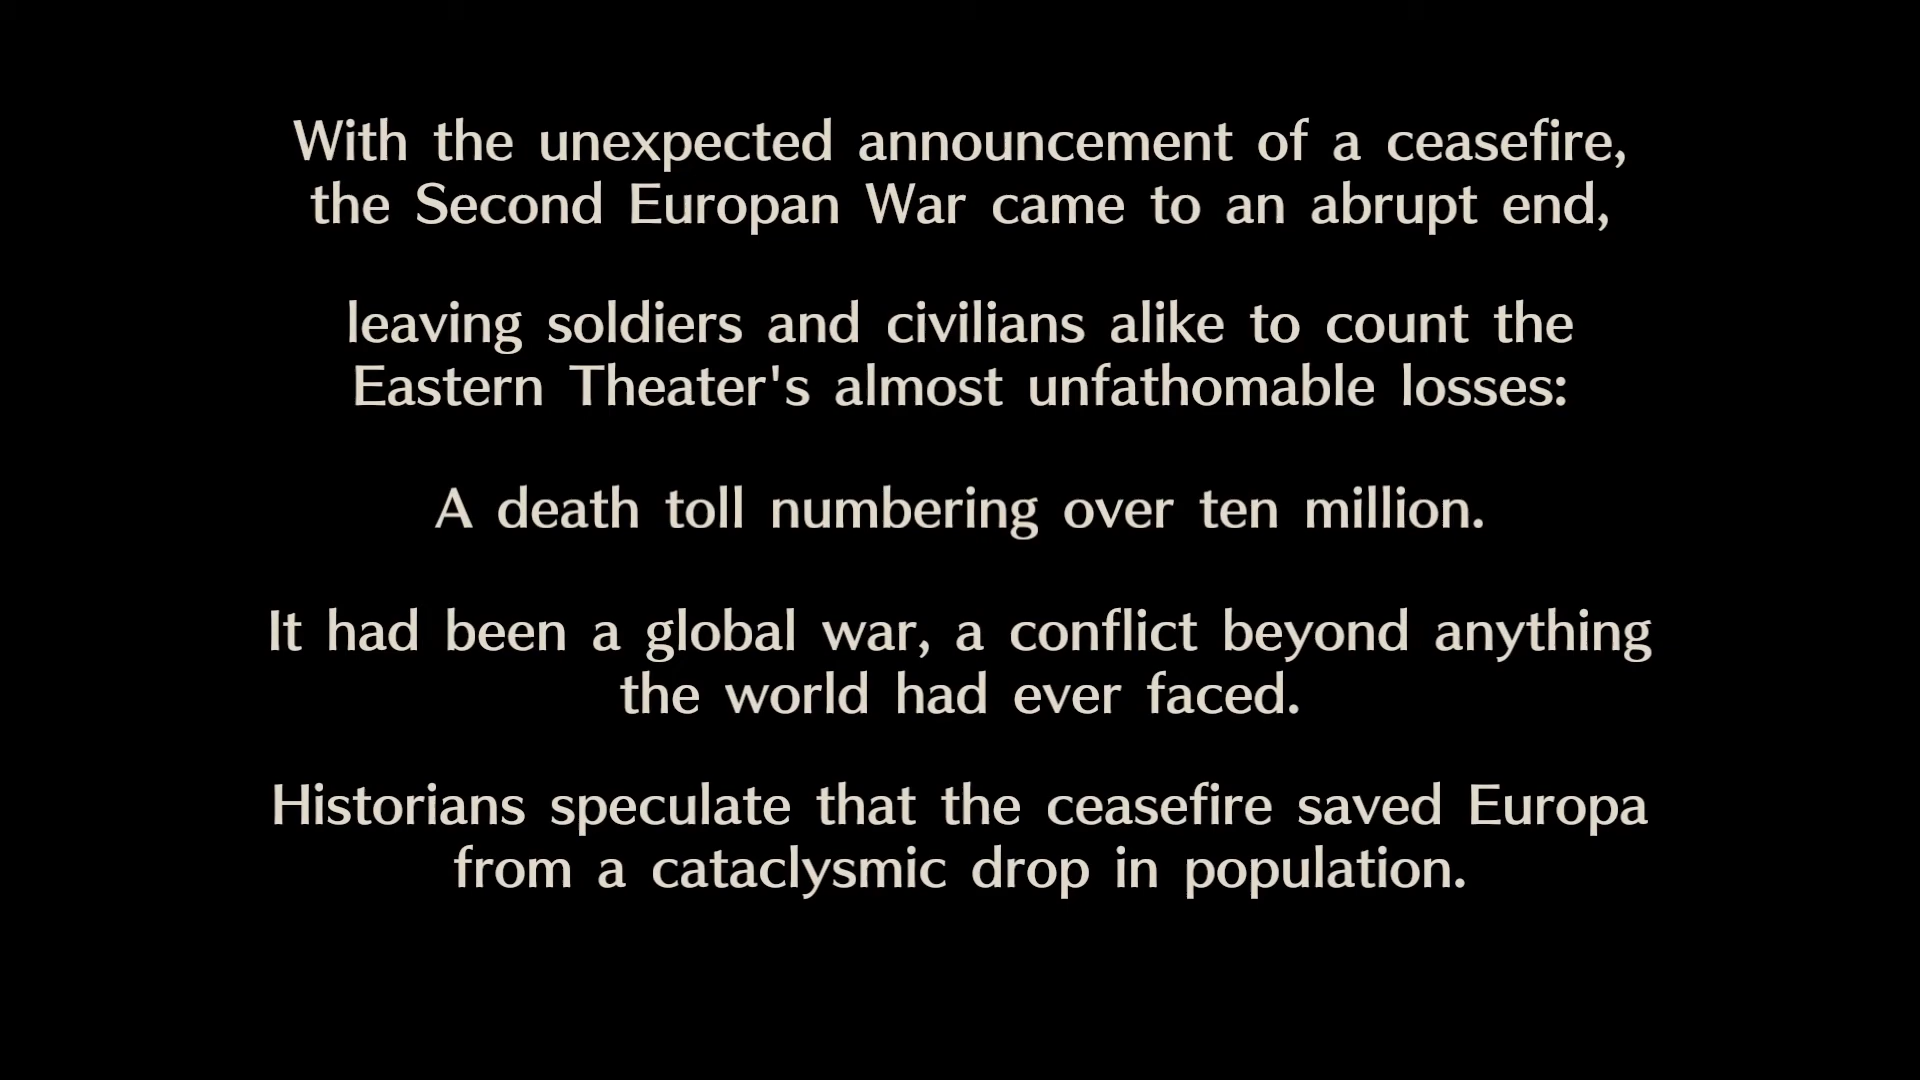 With the unexpected announcement of a ceasefire,
the Second Europan War came to an abrupt end,
leaving soldiers and civilians alike to count the
Eastern Theater's almost unfathomable losses:
A death toll numbering over ten million.
It had been a global war, a conflict beyond anything
the world had ever faced.
Historians speculate that the ceasefire saved Europa
from a cataclysmic drop in population.